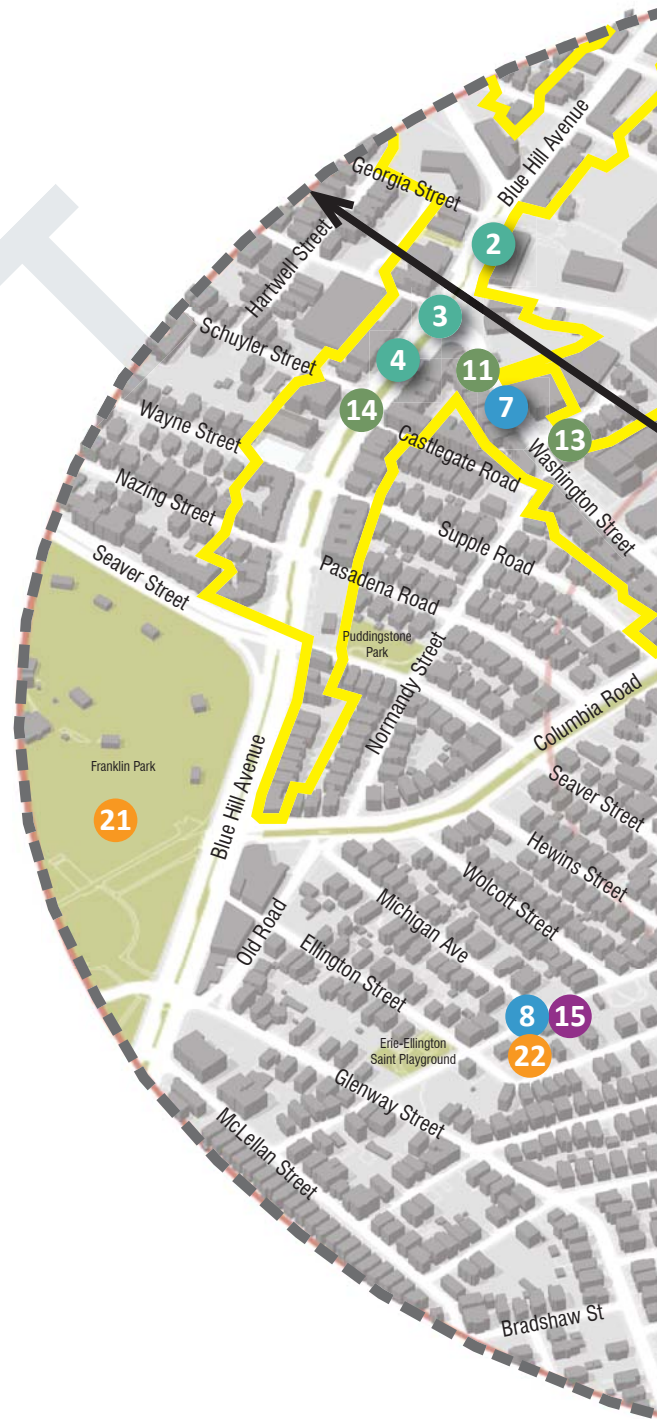 Blue Hill Avenue
Georgia Street
2
Hartwell Street
3
Schuyler Street
4
11
7
14
13
Wayne Street
Castlegate Road
Washington Street
Nazing Street
Supple Road
Seaver Street
Pasadena Road
Puddingstone
Park
Normandy Street
Columbia Road
Franklin Park
Blue Hill Avenue
Seaver Street
21
Hewins Street
Wolcott Street
Michigan Ave
Old Road
Ellington Street
8
15
Erie-Ellington
Saint Playground
22
Glenway Street
McLellan Street
Bradshaw St
T